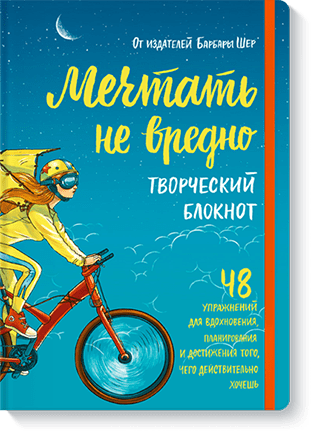 От издателей Барбары Шер
Мечтать
не вредно
творческий
блокнот
48
упражнений
для вдохновения,
планирования
и достижения того,
чего действительно
хочешь